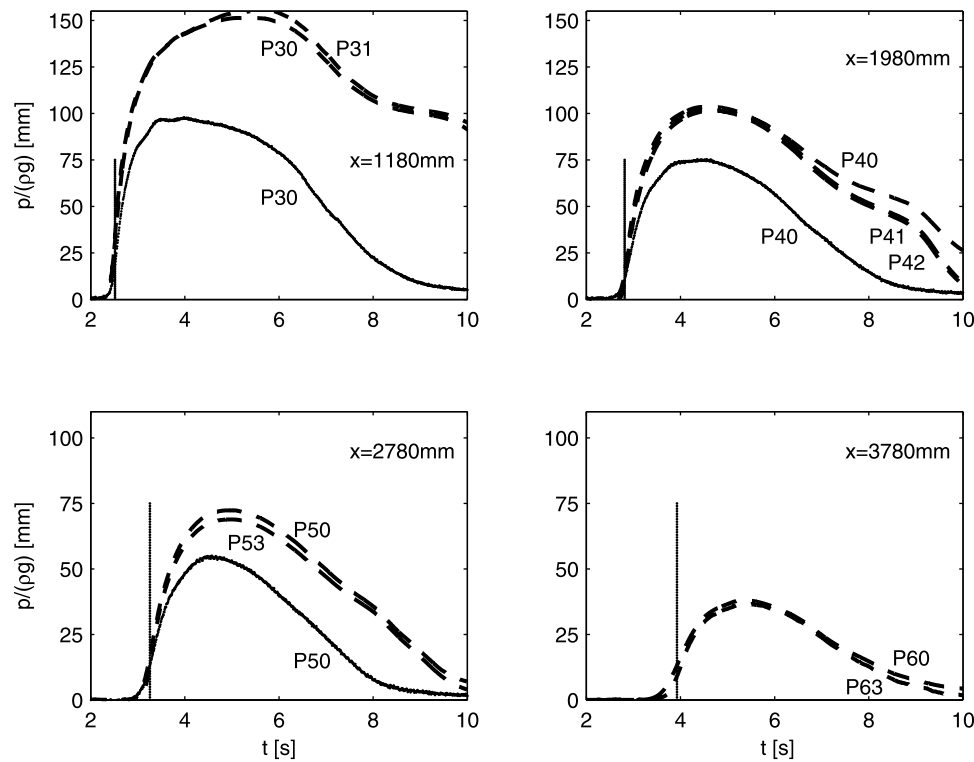 150
125
100
75
50
25
0
p/(ρg) [mm]
P30
P31
x=1180mm
P30
2
4
6
8
10
150
125
100
75
50
25
0
x=1980mm
P40
P40
P41
P42
2
4
6
8
10
100
75
50
25
0
p/(ρg) [mm]
x=2780mm
P50
P53
P50
2
4
6
8
10
t [s]
100
75
50
25
0
x=3780mm
P60
P63
2
4
6
8
10
t [s]